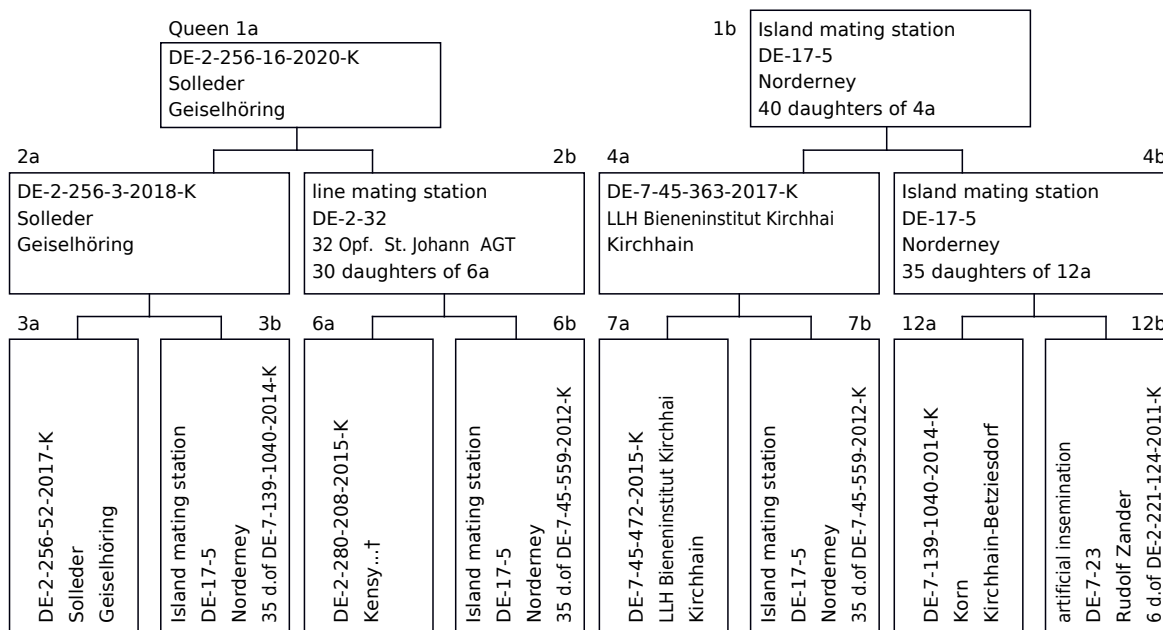 Queen 1a
DE-2-256-16-2020-K
Solleder
Geiselhöring
1b
Island mating station
DE-17-5
Norderney
40 daughters of 4a
2a
DE-2-256-3-2018-K
Solleder
Geiselhöring
2b
line mating station
DE-2-32
32 Opf. St. Johann AGT
30 daughters of 6a
4a
DE-7-45-363-2017-K
LLH Bieneninstitut Kirchhai
Kirchhain
4b
Island mating station
DE-17-5
Norderney
35 daughters of 12a
3a
DE-2-256-52-2017-K
Solleder
Geiselhöring
3b
Island mating station
DE-17-5
Norderney
35 d.of DE-7-139-1040-2014-K
6a
DE-2-280-208-2015-K
Kensy...†
6b
Island mating station
DE-17-5
Norderney
35 d.of DE-7-45-559-2012-K
7a
DE-7-45-472-2015-K
LLH Bieneninstitut Kirchhai
Kirchhain
7b
Island mating station
DE-17-5
Norderney
35 d.of DE-7-45-559-2012-K
12a
DE-7-139-1040-2014-K
Korn
Kirchhain-Betziesdorf
12b
artificial insemination
DE-7-23
Rudolf Zander
6 d.of DE-2-221-124-2011-K